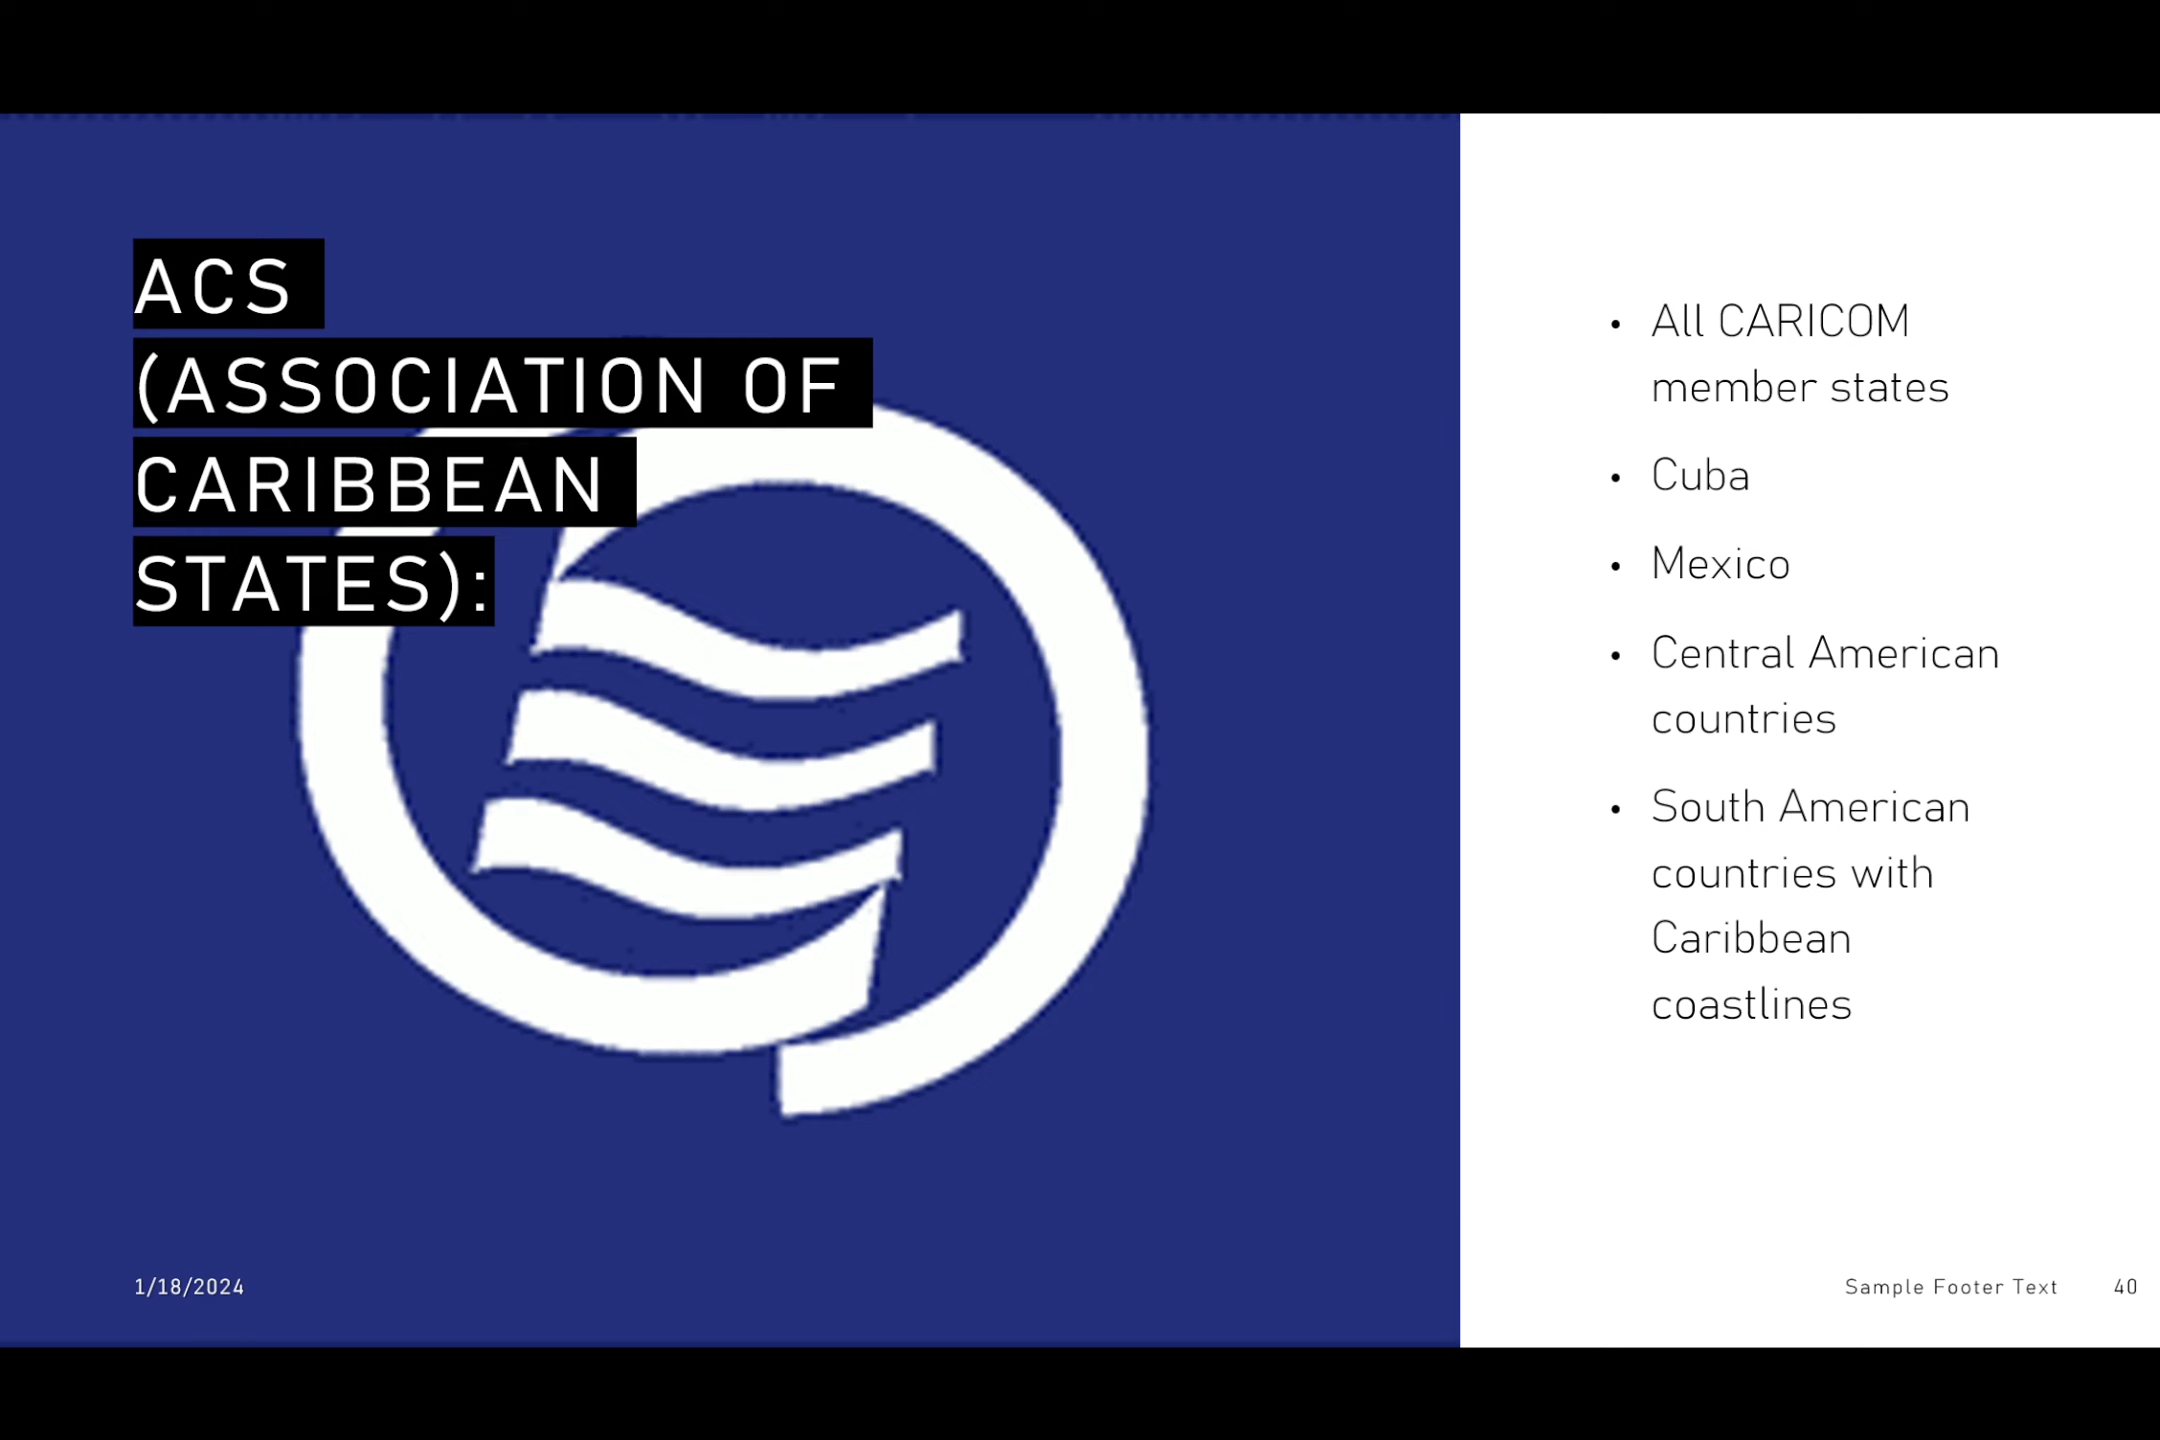 ACS
(ASSOCIATION OF
CARIBBEAN
STATES):
• All CARICOM
member states
• Cuba
• Mexico
• Central American
countries
• South American
countries with
Caribbean
coastlines
1/18/2024
Sample Footer Text 40